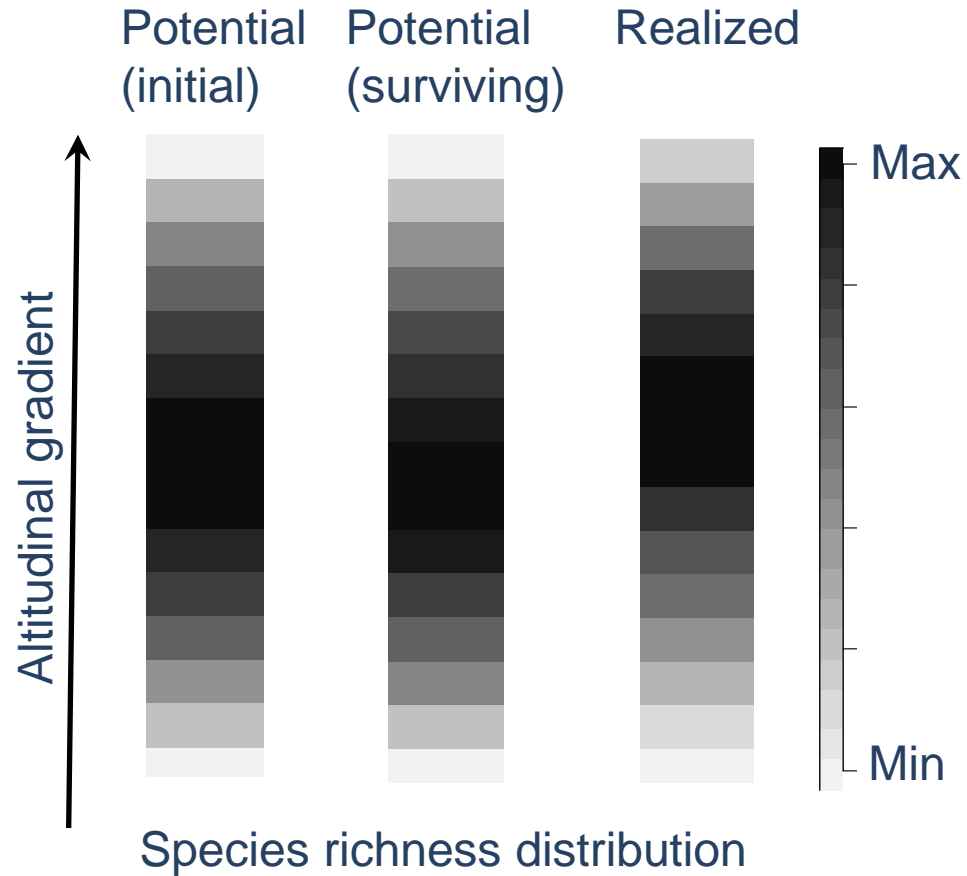 Potential
(initial)
Potential
(surviving)
Realized
Altitudinal gradient
Max
Min
Species richness distribution